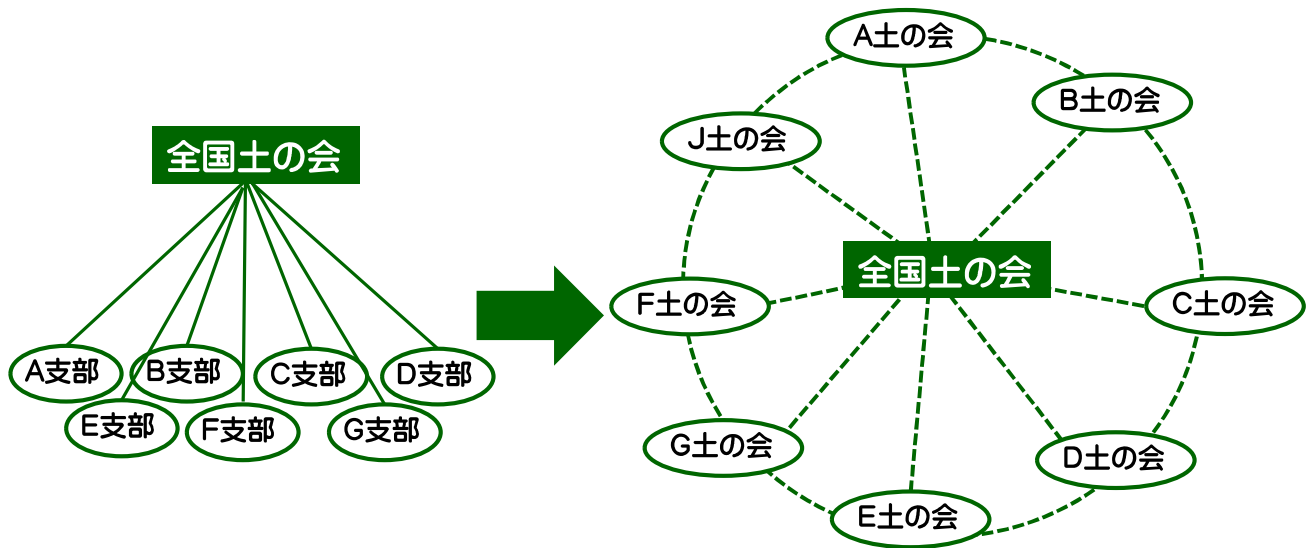 全国土の会
A支部
B支部
C支部
D支部
E支部
F支部
G支部
A土の会
B土の会
J土の会
全国土の会
F土の会
C土の会
G土の会
D土の会
E土の会